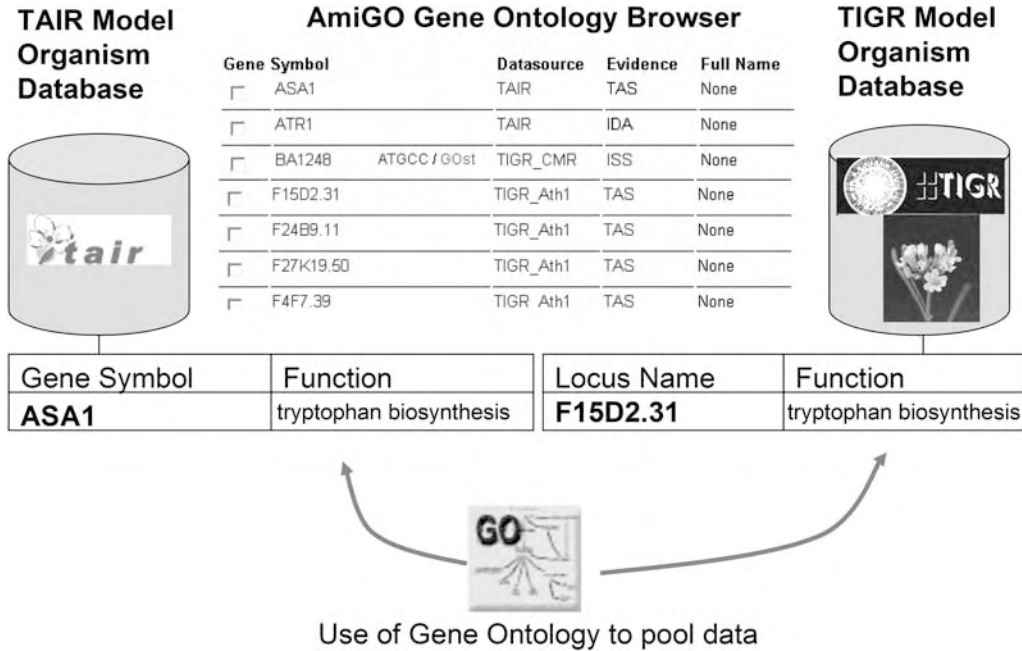 TAIR Model
Organism
Database
AmiGO Gene Ontology Browser
TIGR Model
Organism
Database
Gene Symbol Datasource Evidence Full Name
ASA1 TAIR TAS None
ATR1 TAIR IDA None
BA1248 ATGCC / GOst TIGR_CMR ISS None
F15D2.31 TIGR_Ath1 TAS None
F24B9.11 TIGR_Ath1 TAS None
F27K19.50 TIGR_Ath1 TAS None
F4F7.39 TIGR_Ath1 TAS None
tair
::TIGR
Gene Symbol Function
ASA1 tryptophan biosynthesis
Locus Name Function
F15D2.31 tryptophan biosynthesis
GO
Use of Gene Ontology to pool data